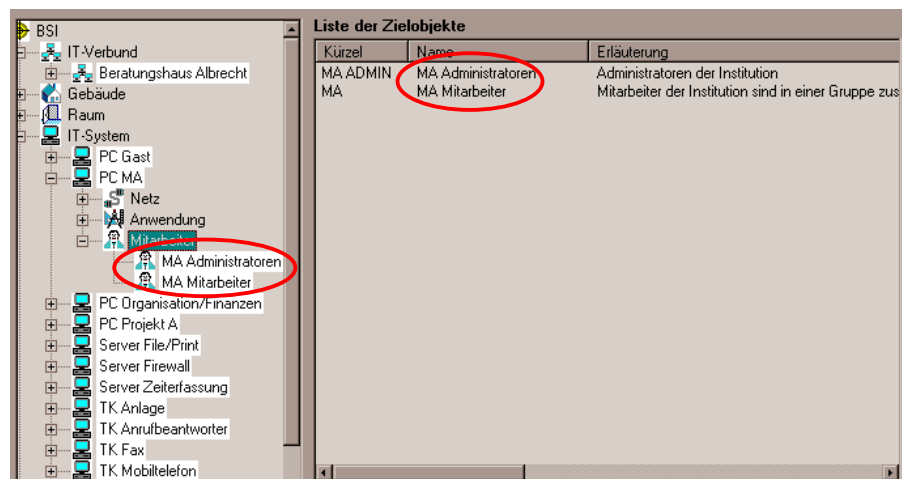 BSI
IT-Verbund
Beratungshaus Albrecht
Gebäude
Raum
IT-System
PC Gast
PC MA
Netz
Anwendung
Mitarbeiter
MA Administratoren
MA Mitarbeiter
PC Organisation/Finanzen
PC Projekt A
Server File/Print
Server Firewall
Server Zeiterfassung
TK Anlage
TK Anrufbeantworter
TK Fax
TK Mobiltelefon
Liste der Zielobjekte
Kürzel Name Erläuterung
MA ADMIN MA Administratoren Administratoren der Institution
MA MA Mitarbeiter Mitarbeiter der Institution sind in einer Gruppe zus